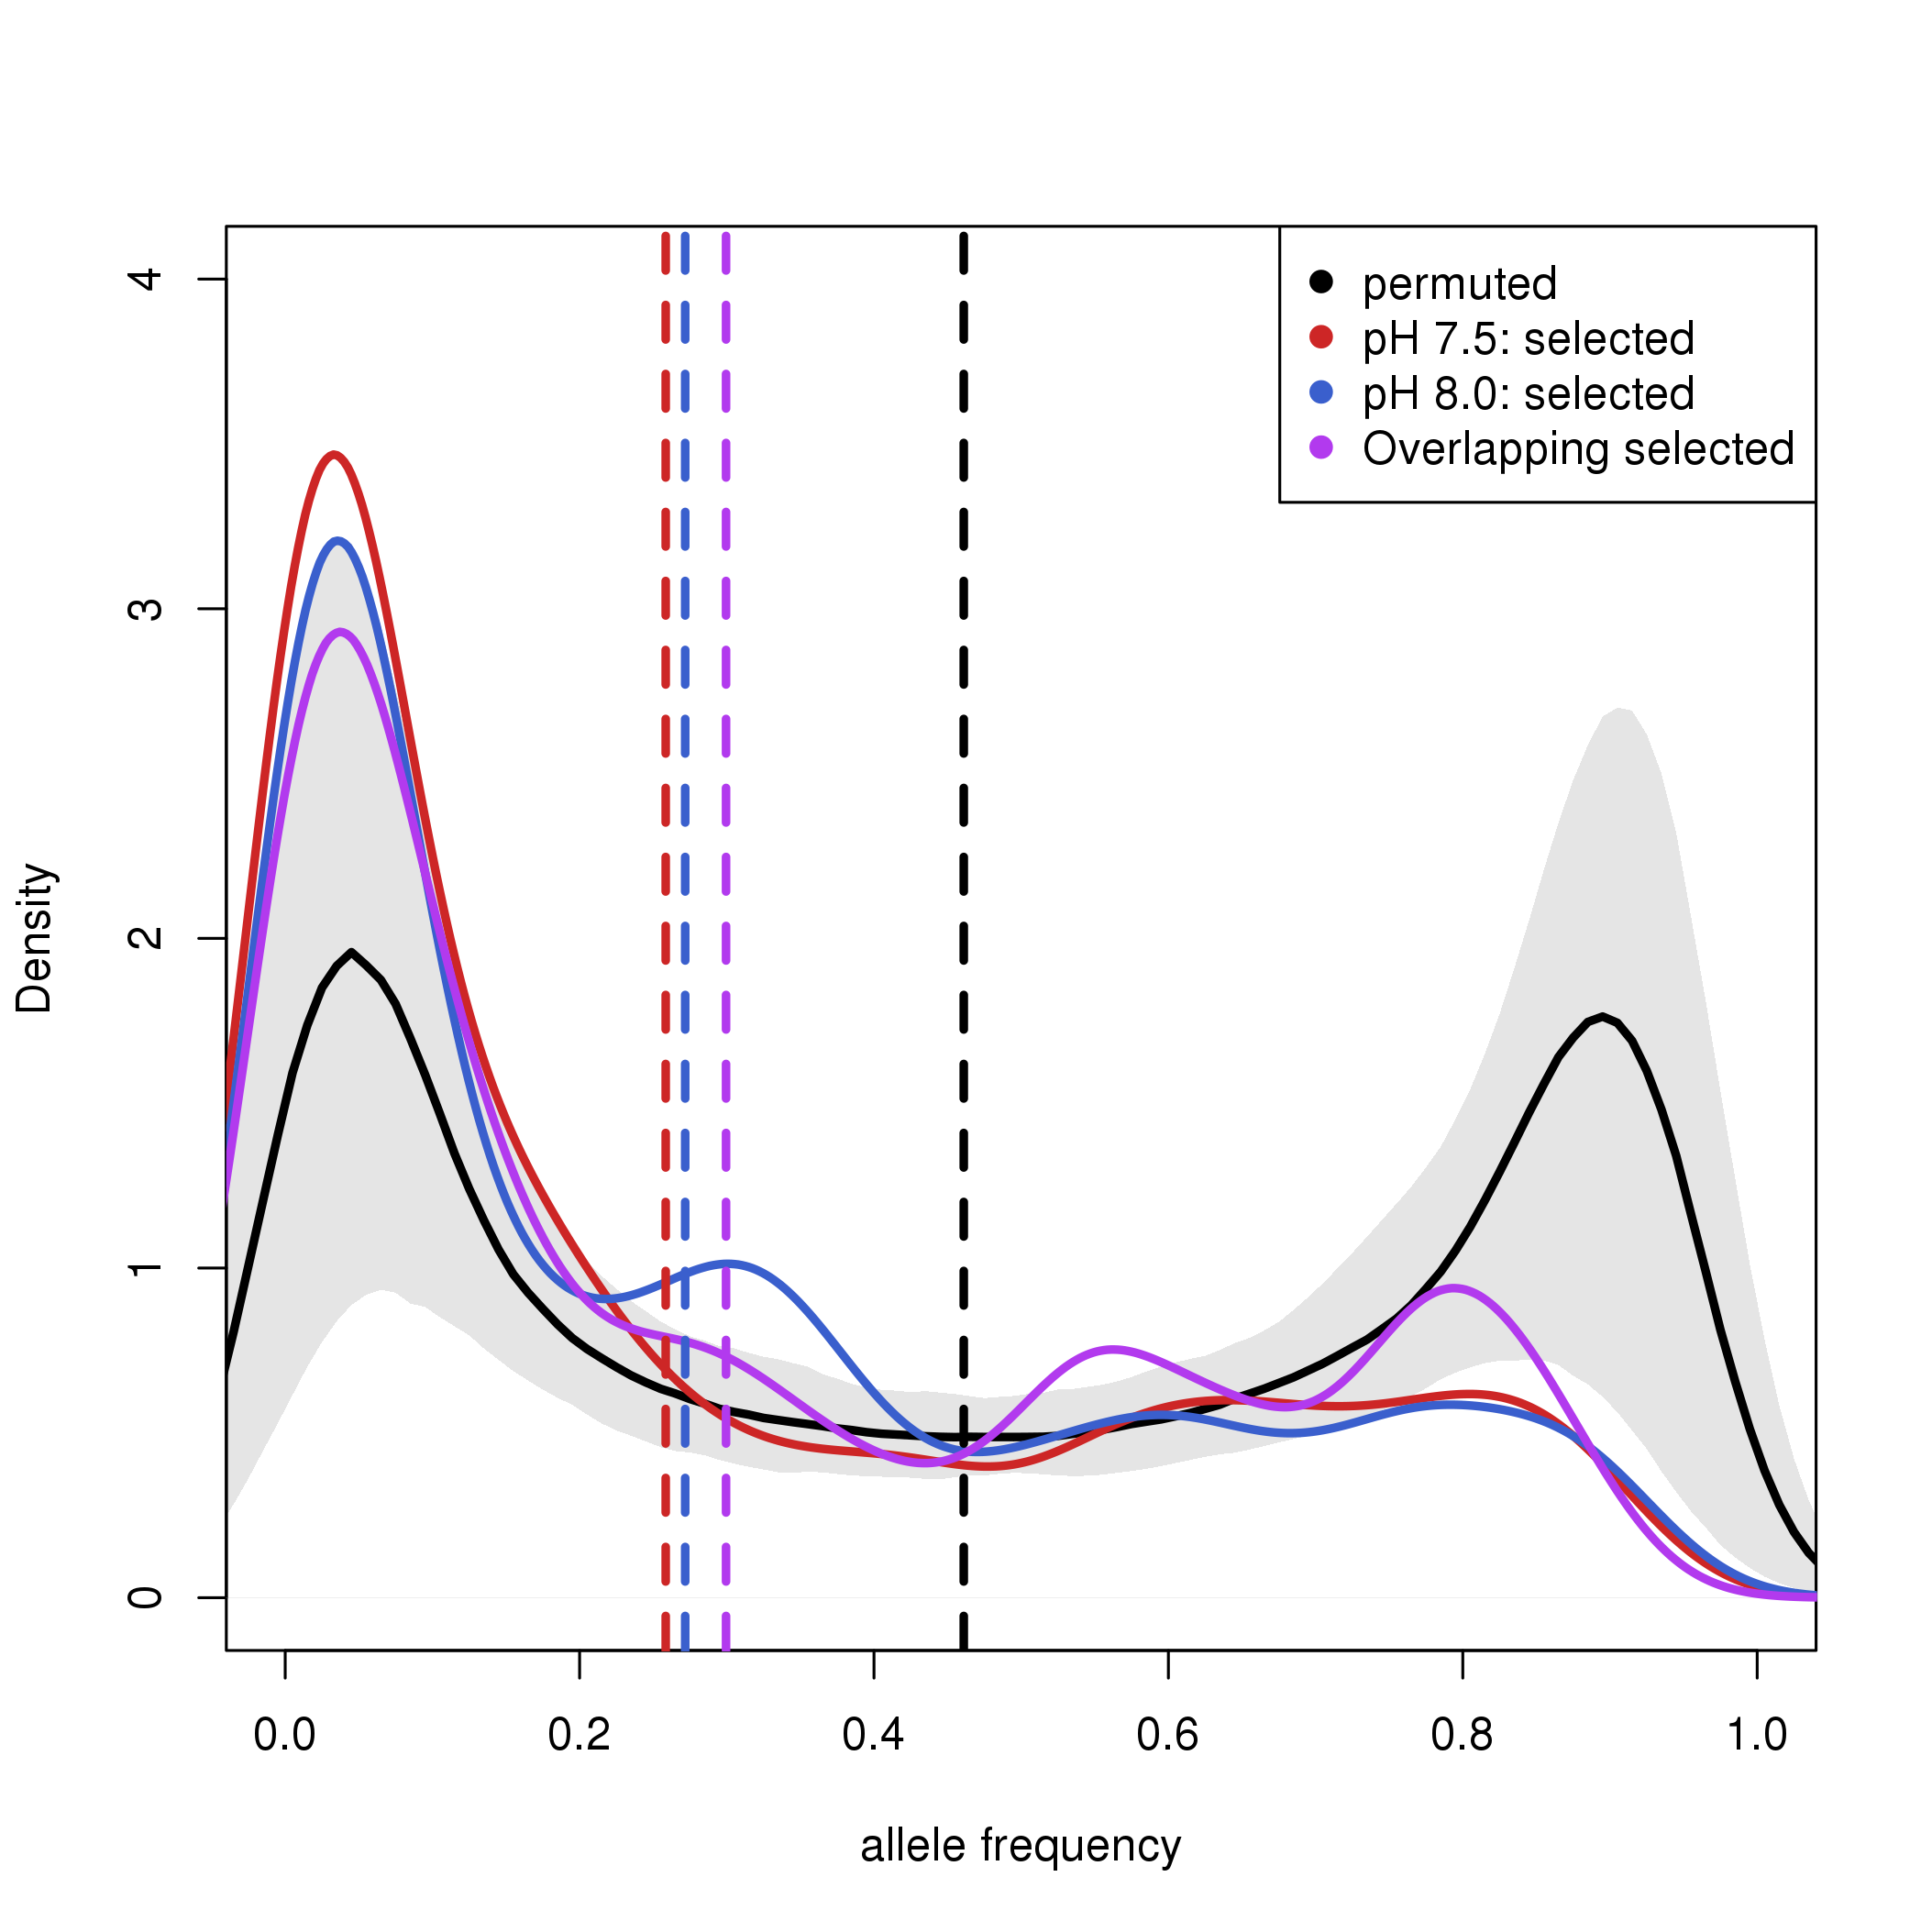 permuted
pH 7.5: selected
pH 8.0: selected
Overlapping selected
4
3
2
1
0
Density
0.0 0.2 0.4 0.6 0.8 1.0
allele frequency